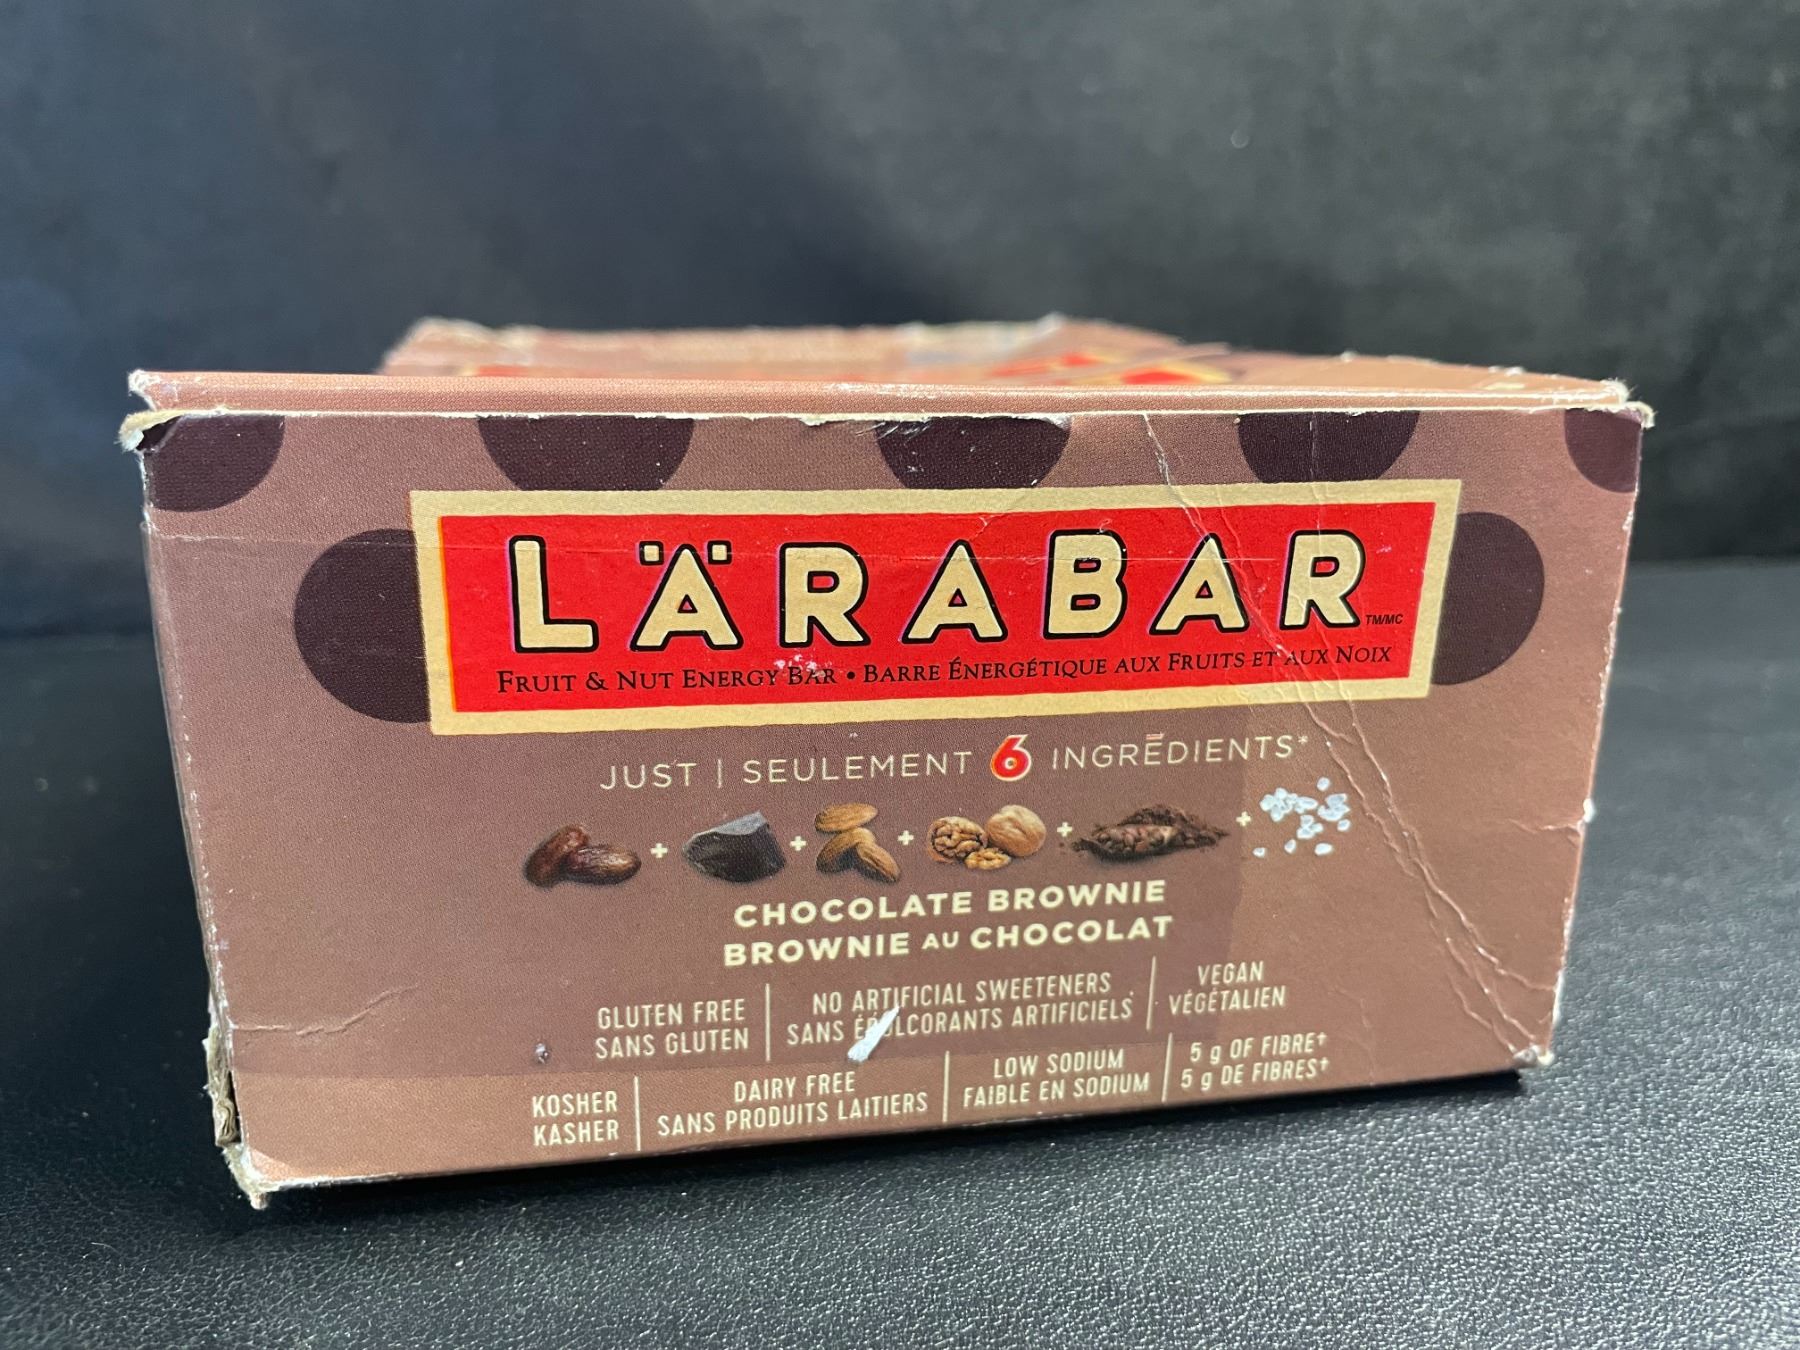 LÄRABAR TM/MC
FRUIT & NUT ENERGY BAR • BARRE ÉNERGÉTIQUE AUX FRUITS ET AUX NOIX
JUST | SEULEMENT 6 INGRĒDIENTS*
+ + + + +
CHOCOLATE BROWNIE
BROWNIE AU CHOCOLAT
GLUTEN FREE | NO ARTIFICIAL SWEETENERS | VEGAN
SANS GLUTEN | SANS ÉDULCORANTS ARTIFICIELS | VÉGÉTALIEN
KOSHER | DAIRY FREE | LOW SODIUM | 5 g OF FIBRE†
KASHER | SANS PRODUITS LAITIERS | FAIBLE EN SODIUM | 5 g DE FIBRES†